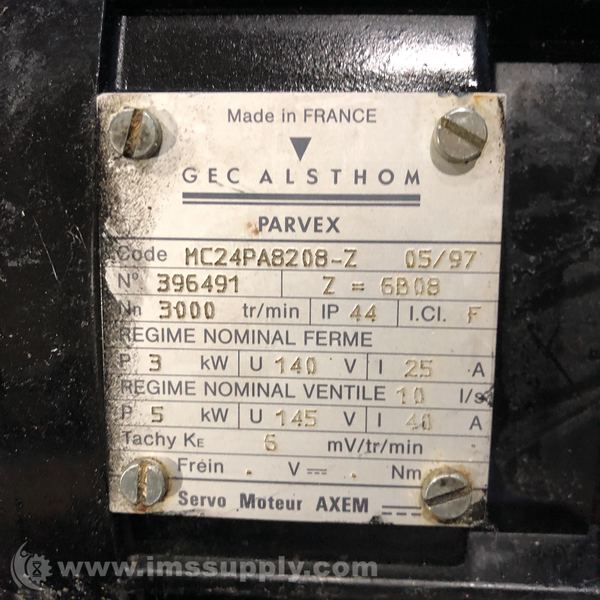 Made in FRANCE
GEC ALSTHOM
PARVEX
Code MC24PA8208-Z 05/97
N° 396491 Z = 6B08
Nn 3000 tr/min IP 44 I.Cl. F
REGIME NOMINAL FERME
P 3 kW U 140 V I 25 A
REGIME NOMINAL VENTILE 10 l/s
P 5 kW U 145 V I 40 A
Tachy KE 6 mV/tr/min
Fréin . V . Nm
Servo Moteur AXEM
www.imssupply.com